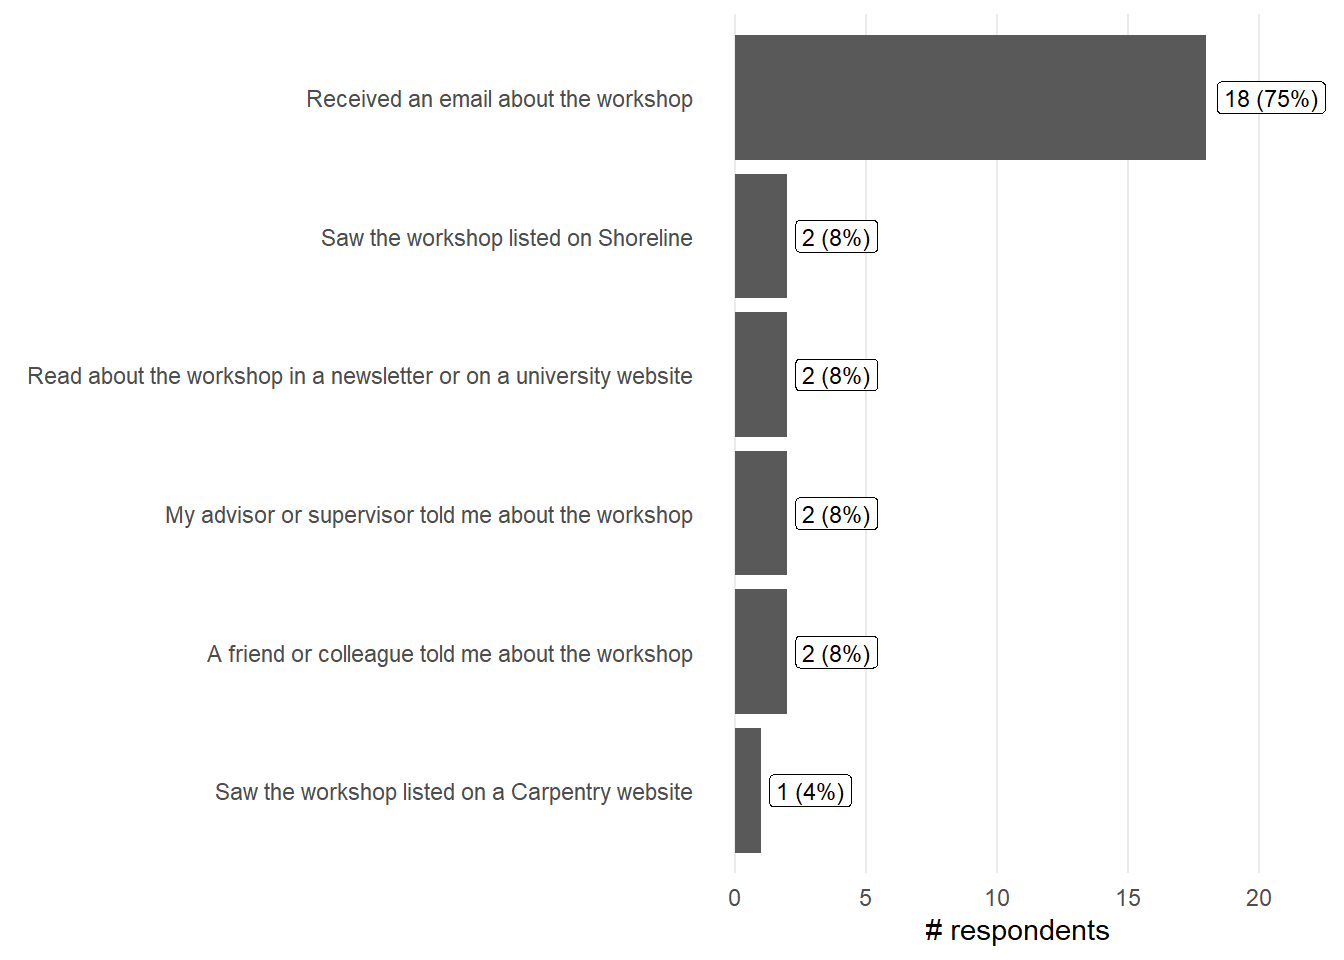 Received an email about the workshop 18 (75%)
Saw the workshop listed on Shoreline 2 (8%)
Read about the workshop in a newsletter or on a university website 2 (8%)
My advisor or supervisor told me about the workshop 2 (8%)
A friend or colleague told me about the workshop 2 (8%)
Saw the workshop listed on a Carpentry website 1 (4%)
0 5 10 15 20
# respondents